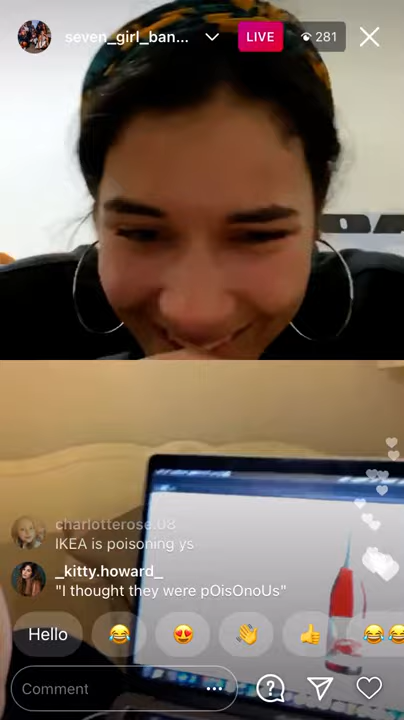 seven_girl_ban...
LIVE
281
charlotterose.08
IKEA is poisoning ys
_kitty.howard_
"I thought they were pOisOnoUs"
Hello
Comment